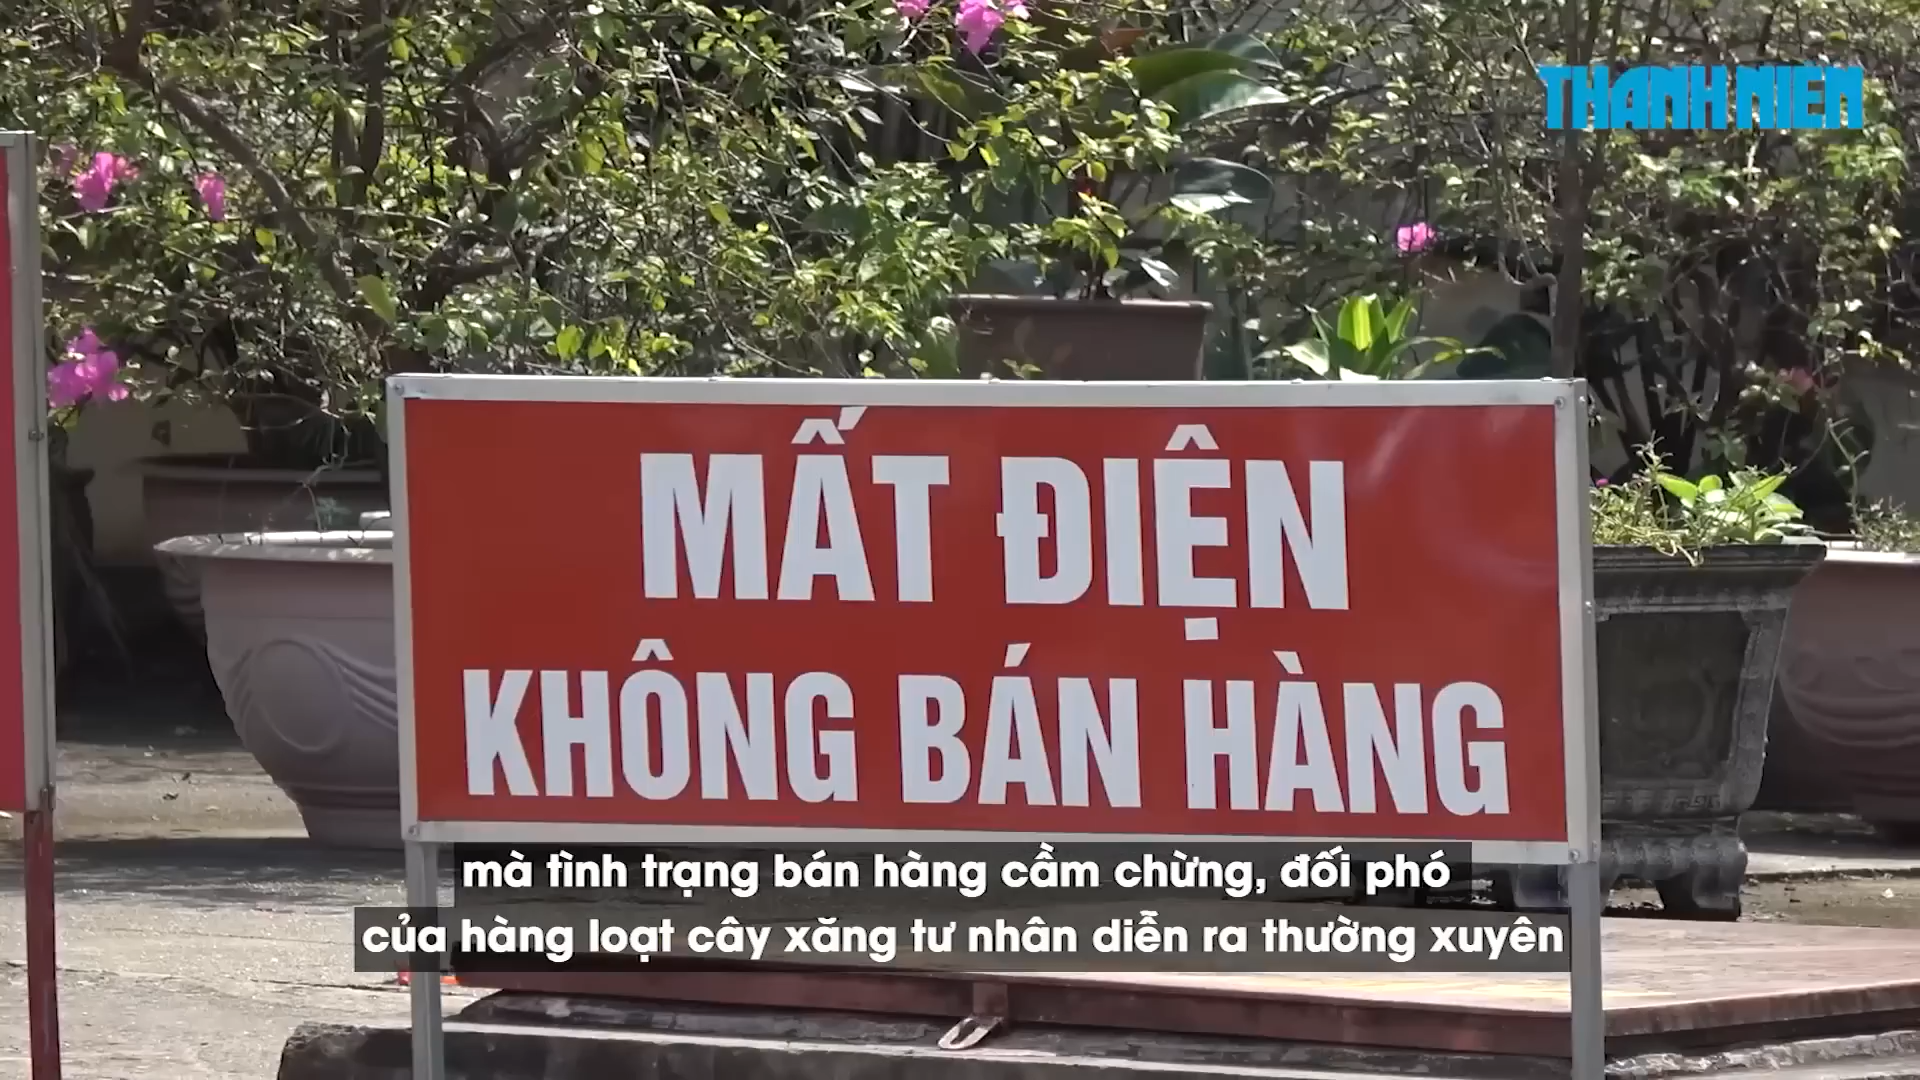 THANH NIÊN
MẤT ĐIỆN
KHÔNG BÁN HÀNG
mà tình trạng bán hàng cầm chừng, đối phó
của hàng loạt cây xăng tư nhân diễn ra thường xuyên